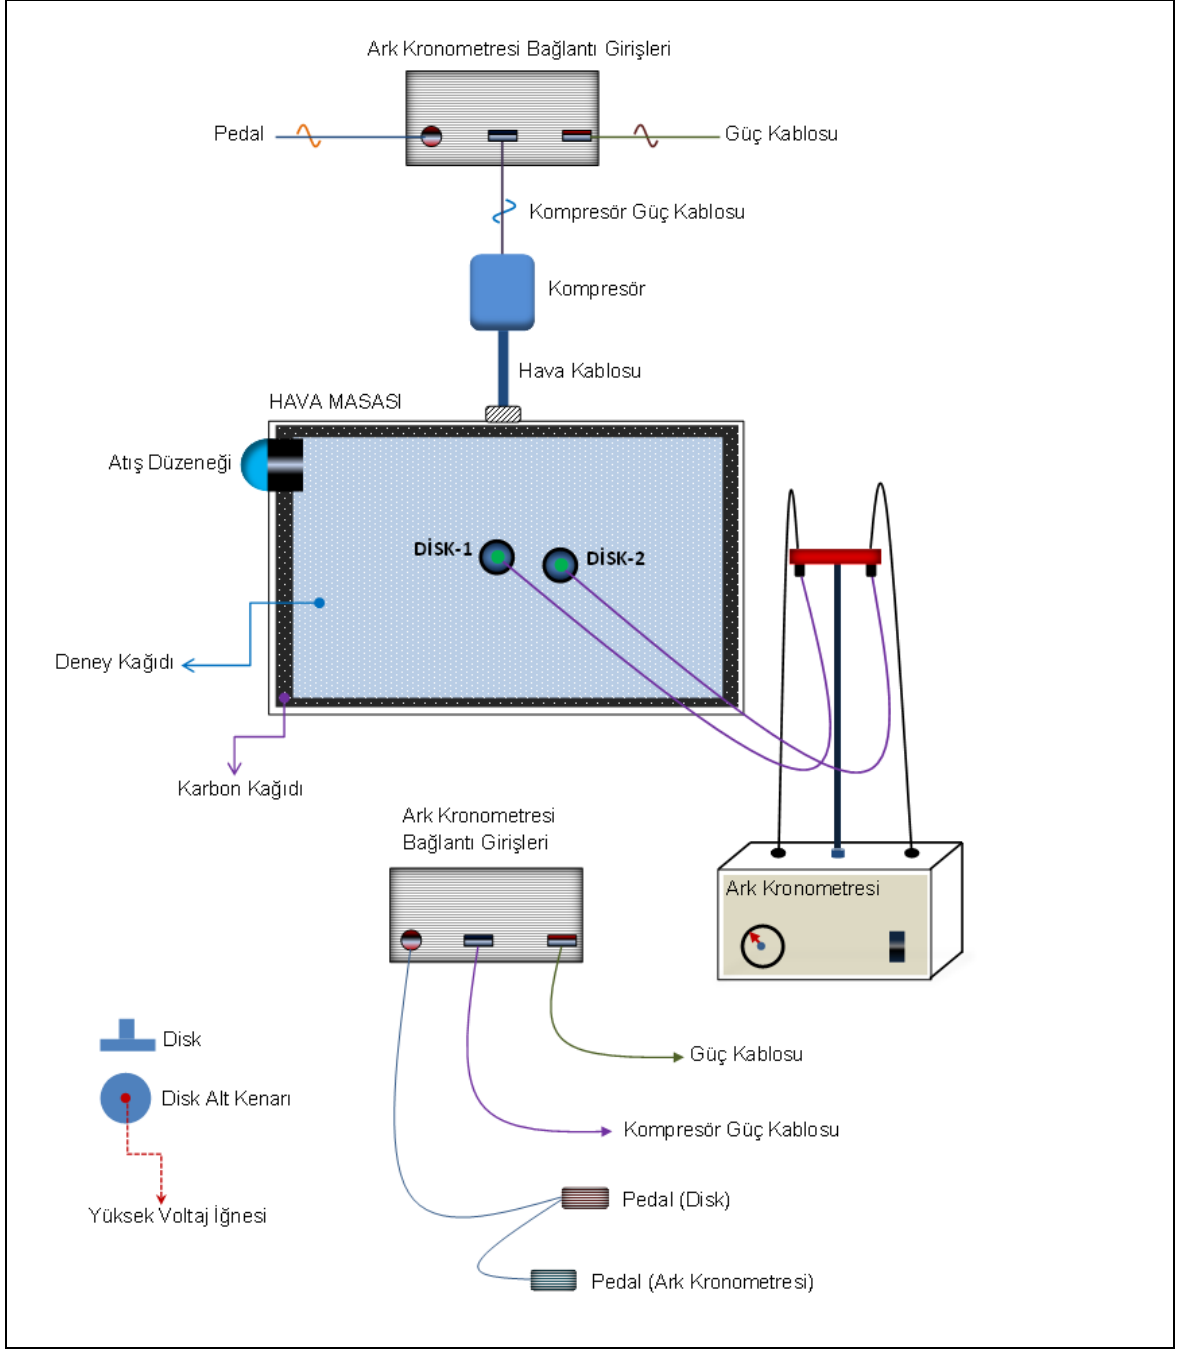 Ark Kronometresi Bağlantı Girişleri
Pedal
Güç Kablosu
Kompresör Güç Kablosu
Kompresör
Hava Kablosu
HAVA MASASI
Atış Düzeneği
DİSK-1
DİSK-2
Deney Kağıdı
Karbon Kağıdı
Ark Kronometresi
Bağlantı Girişleri
Ark Kronometresi
Disk
Güç Kablosu
Disk Alt Kenarı
Kompresör Güç Kablosu
Pedal (Disk)
Yüksek Voltaj İğnesi
Pedal (Ark Kronometresi)